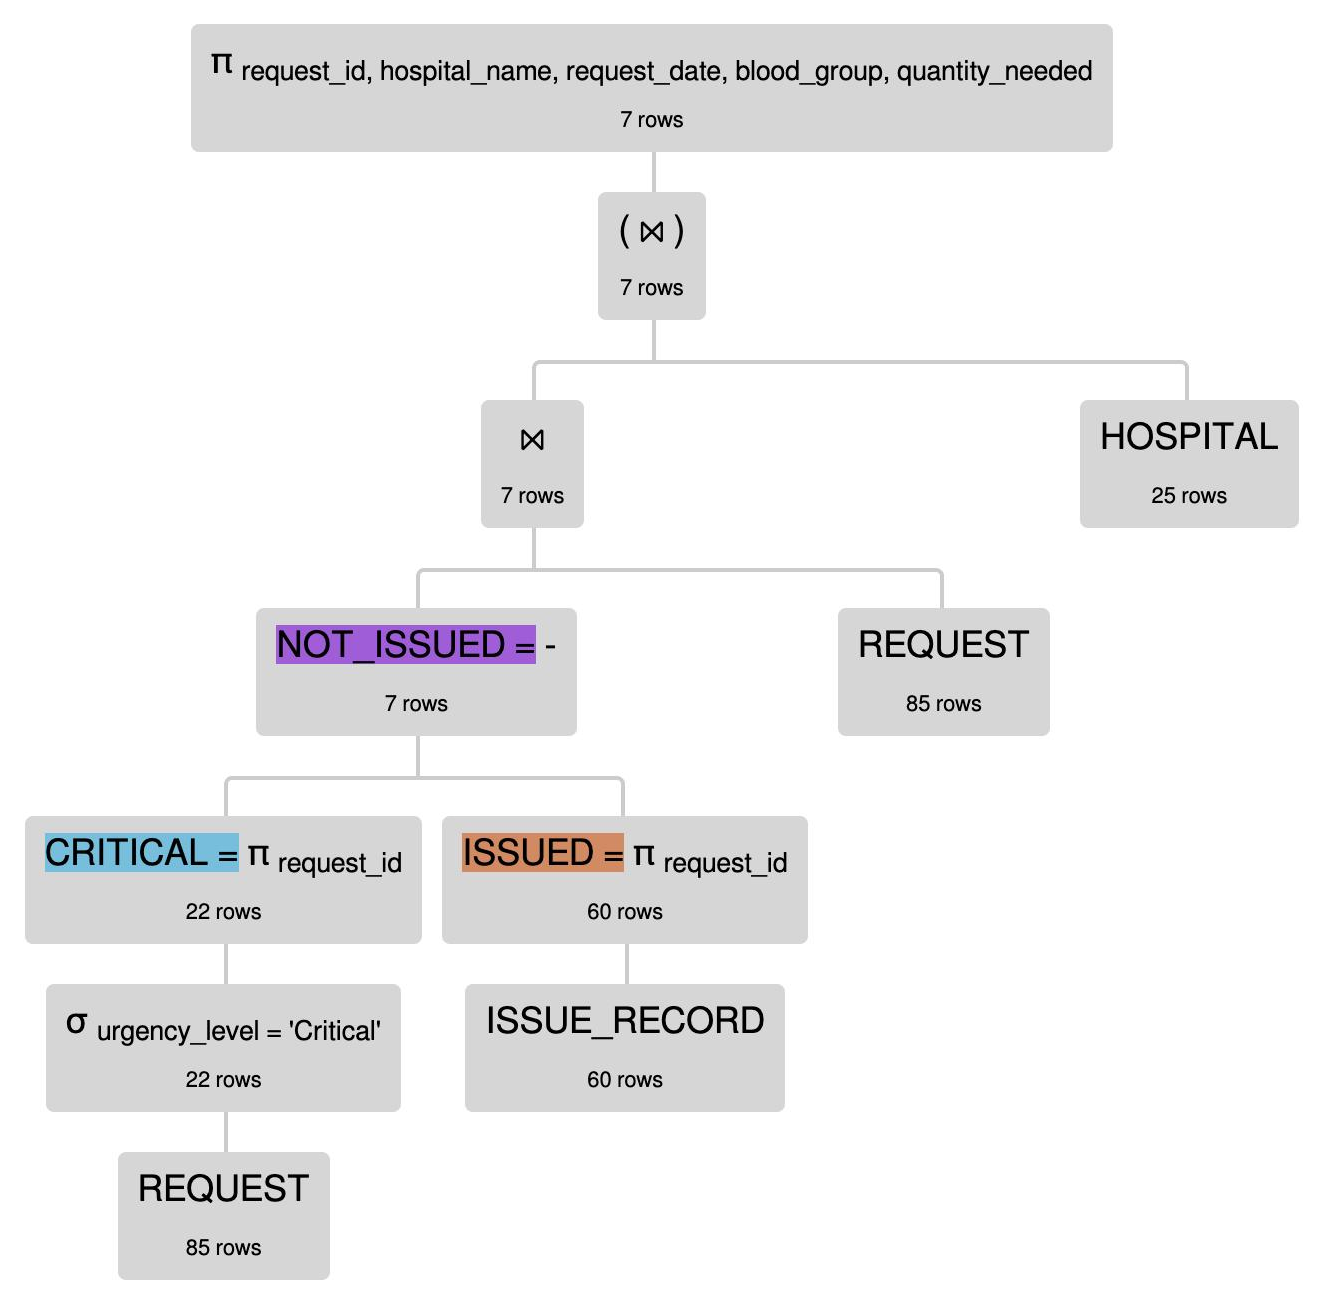 π request_id, hospital_name, request_date, blood_group, quantity_needed
7 rows
( ⋈ )
7 rows
⋈
7 rows
HOSPITAL
25 rows
NOT_ISSUED = -
7 rows
REQUEST
85 rows
CRITICAL = π request_id
22 rows
ISSUED = π request_id
60 rows
σ urgency_level = 'Critical'
22 rows
ISSUE_RECORD
60 rows
REQUEST
85 rows